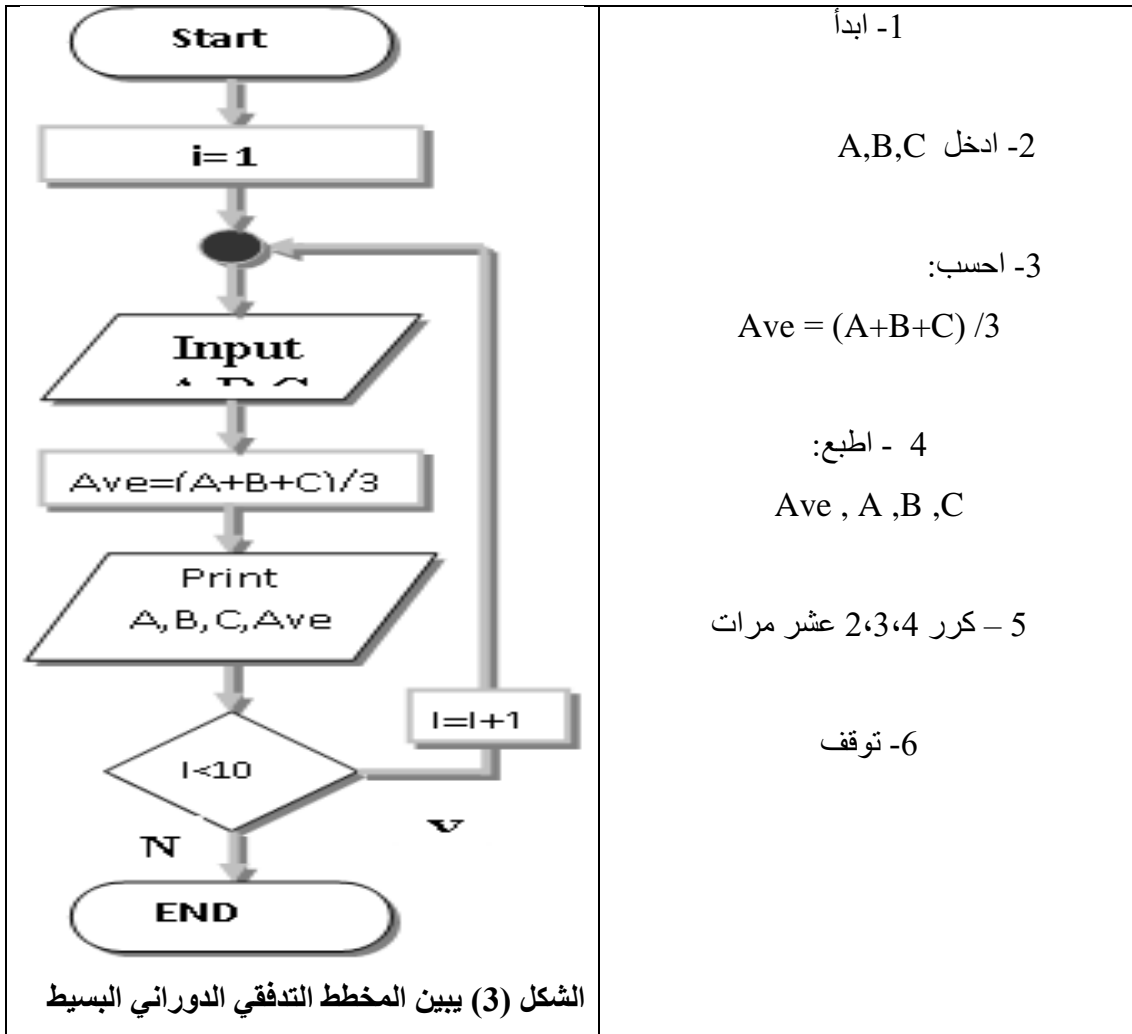 Start
i= 1
Input
Ave=(A+B+C)/3
Print
A,B,C,Ave
I=I+1
I<10
N
END
الشكل (3) يبين المخطط التدفقي الدوراني البسيط
1- ابدأ
2- ادخل A,B,C
3- احسب:
Ave = (A+B+C) /3
4 - اطبع:
Ave , A ,B ,C
5 – كرر 2،3،4 عشر مرات
6- توقف